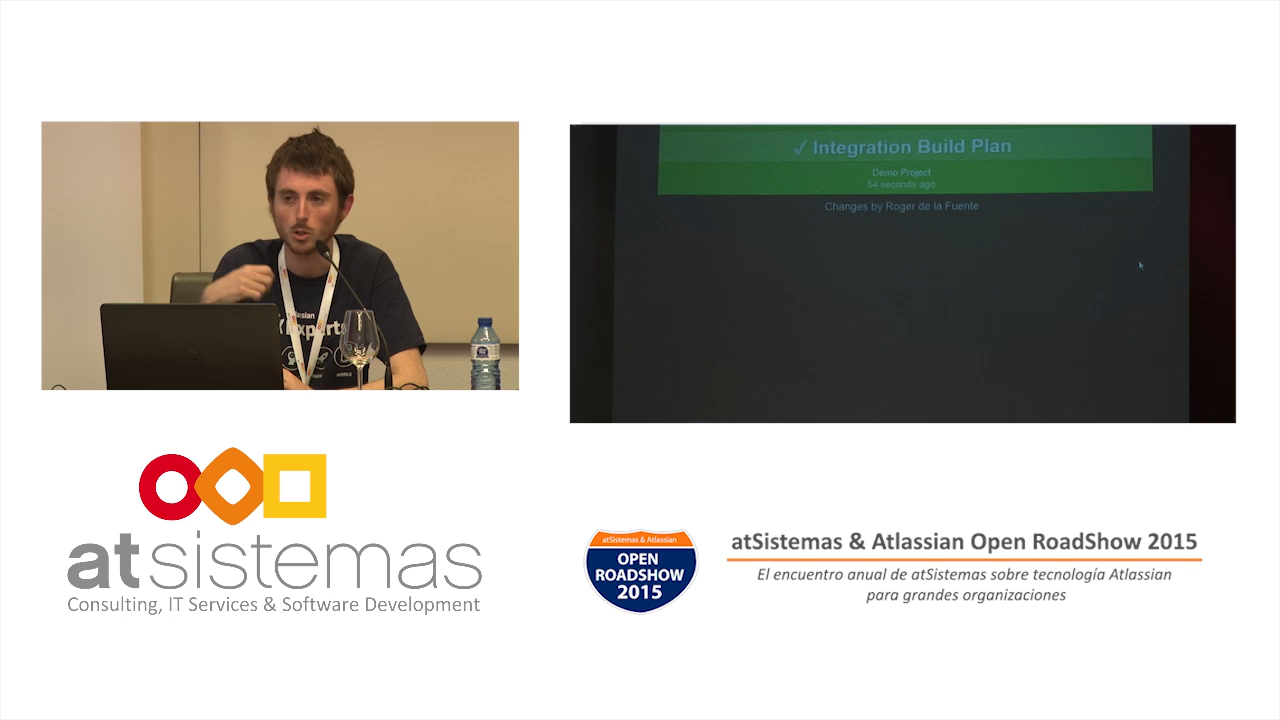 Experts
✓ Integration Build Plan
Demo Project
54 seconds ago
Changes by Roger de la Fuente
atsistemas
Consulting, IT Services & Software Development
atSistemas & Atlassian
OPEN
ROADSHOW
2015
atSistemas & Atlassian Open RoadShow 2015
El encuentro anual de atSistemas sobre tecnología Atlassian
para grandes organizaciones